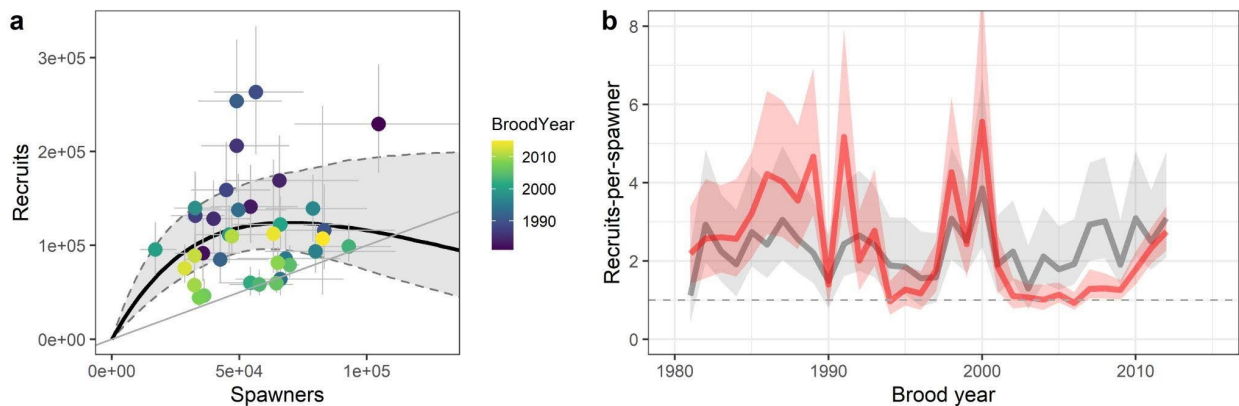 a
3e+05
2e+05
1e+05
0e+00
Recruits
0e+00 5e+04 1e+05
Spawners
BroodYear
2010
2000
1990
b
8
6
4
2
0
Recruits-per-spawner
1980 1990 2000 2010
Brood year